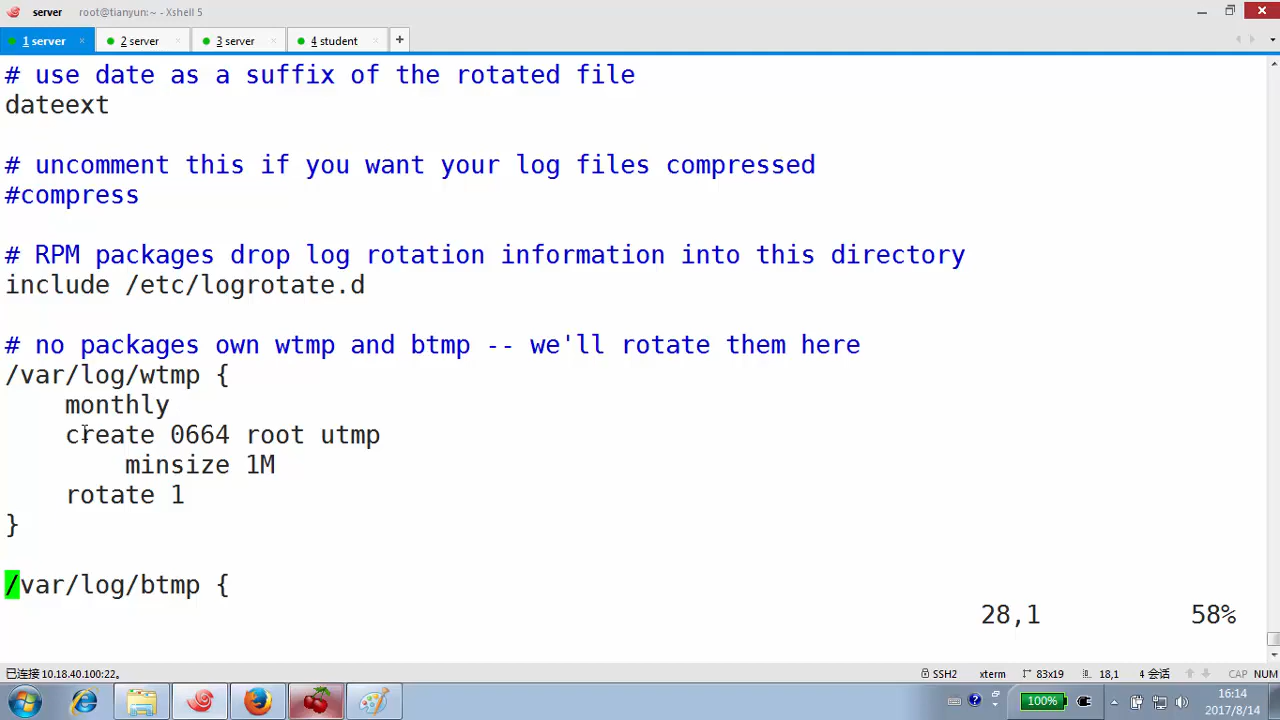 server root@tianyun:~ - Xshell 5
1 server 2 server 3 server 4 student +
# use date as a suffix of the rotated file
dateext
# uncomment this if you want your log files compressed
#compress
# RPM packages drop log rotation information into this directory
include /etc/logrotate.d
# no packages own wtmp and btmp -- we'll rotate them here
/var/log/wtmp {
    monthly
    create 0664 root utmp
        minsize 1M
    rotate 1
}
/var/log/btmp {
28,1 58%
已连接 10.18.40.100:22。 SSH2 xterm 83x19 18,1 4 会话 CAP NUM
100% 16:14
2017/8/14